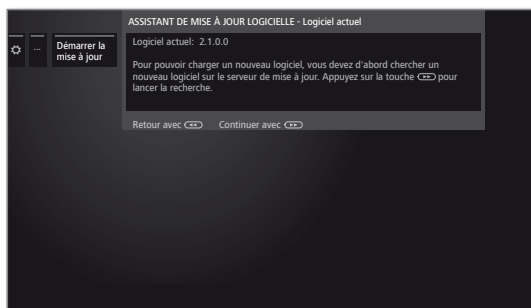 ASSISTANT DE MISE À JOUR LOGICIELLE - Logiciel actuel
...
Démarrer la
mise à jour
Logiciel actuel: 2.1.0.0
Pour pouvoir charger un nouveau logiciel, vous devez d'abord chercher un
nouveau logiciel sur le serveur de mise à jour. Appuyez sur la touche pour
lancer la recherche.
Retour avec Continuer avec